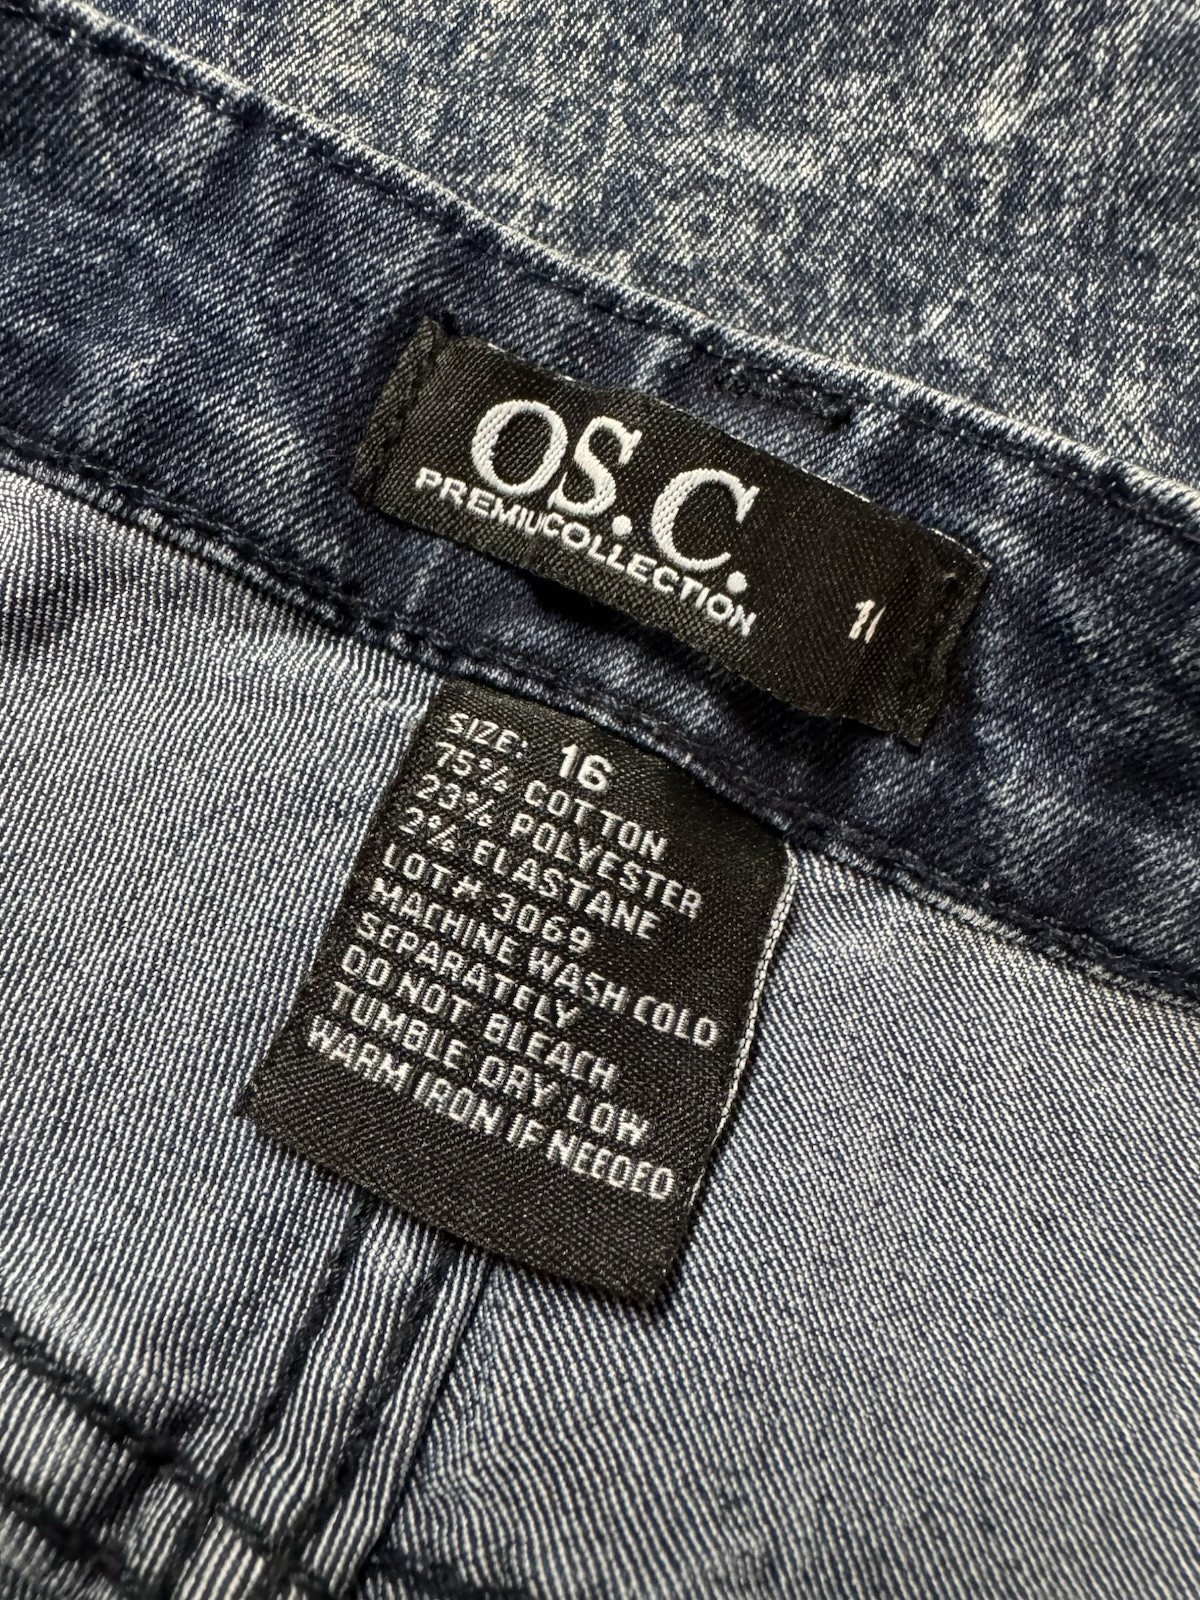 OS.C.
PREMIUCOLLECTION
SIZE: 16
75% COTTON
23% POLYESTER
2% ELASTANE
LOT# 3069
MACHINE WASH COLD
SEPARATELY
DO NOT BLEACH
TUMBLE DRY LOW
WARM IRON IF NEEDED